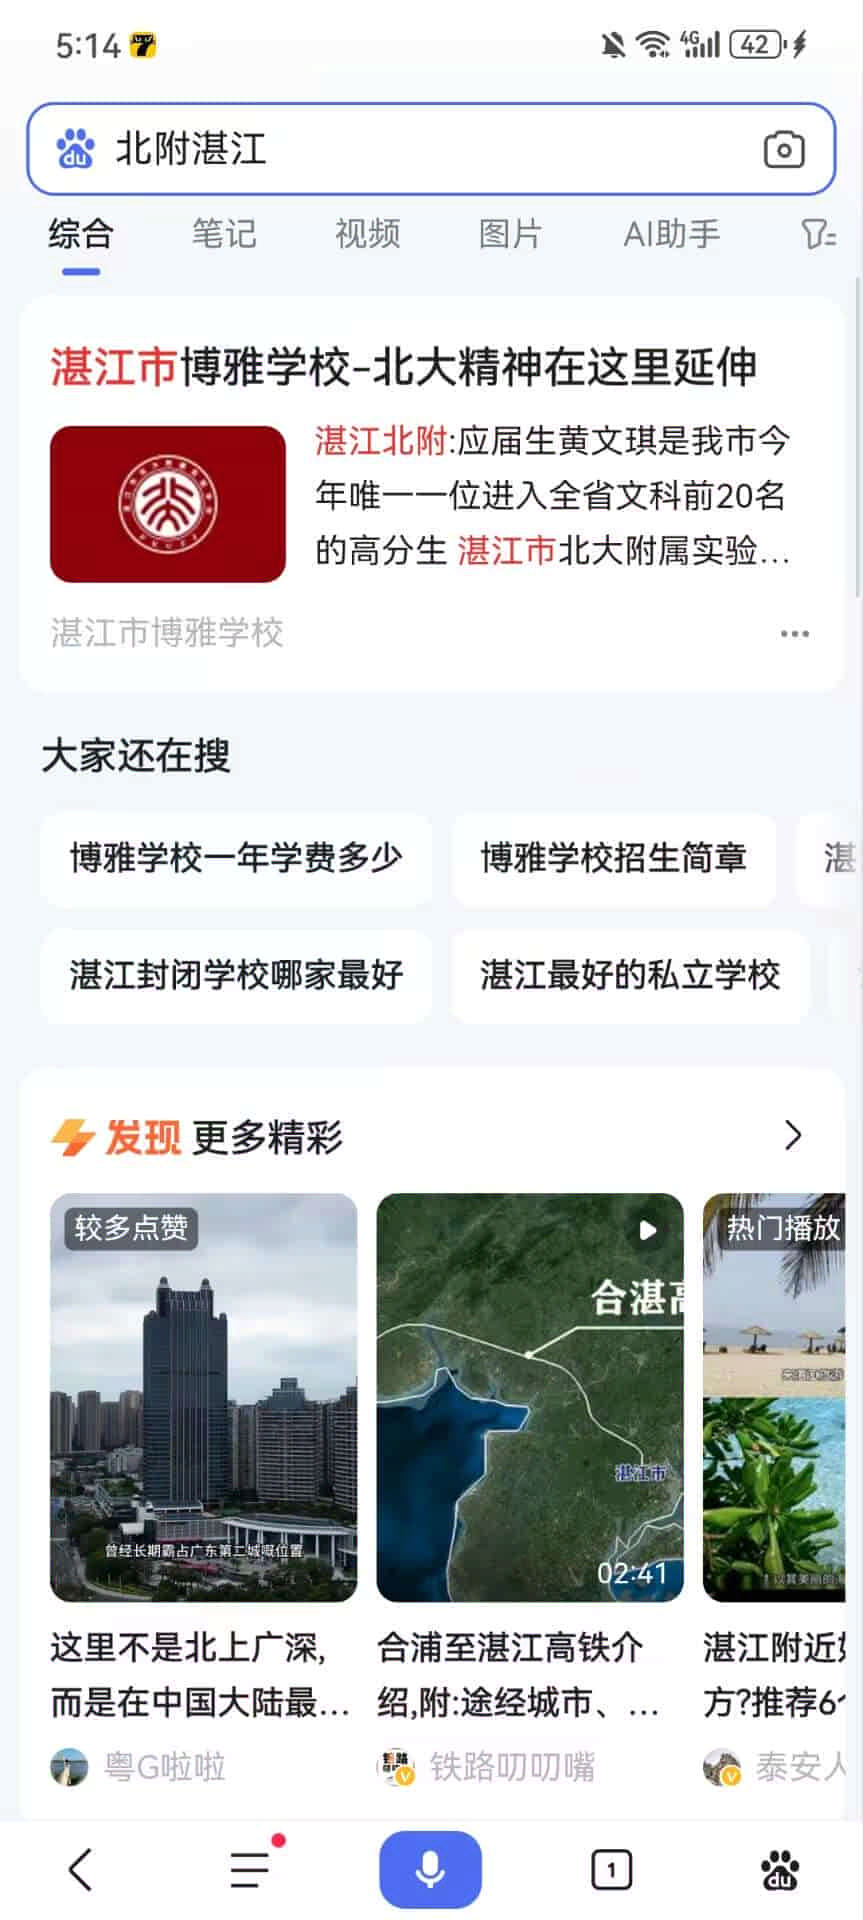 5:14
4G
42
du 北附湛江
综合 笔记 视频 图片 AI助手
湛江市博雅学校-北大精神在这里延伸
湛江北附:应届生黄文琪是我市今
年唯一一位进入全省文科前20名
的高分生 湛江市北大附属实验...
湛江市博雅学校
大家还在搜
博雅学校一年学费多少
博雅学校招生简章
湛
湛江封闭学校哪家最好
湛江最好的私立学校
发现 更多精彩
较多点赞
曾经长期霸占广东第二城嘅位置
这里不是北上广深,
而是在中国大陆最...
粤G啦啦
合湛高
湛江市
02:41
合浦至湛江高铁介
绍,附:途经城市、...
铁路叨叨嘴
热门播放
湛江附近
方?推荐6
泰安人
1
du